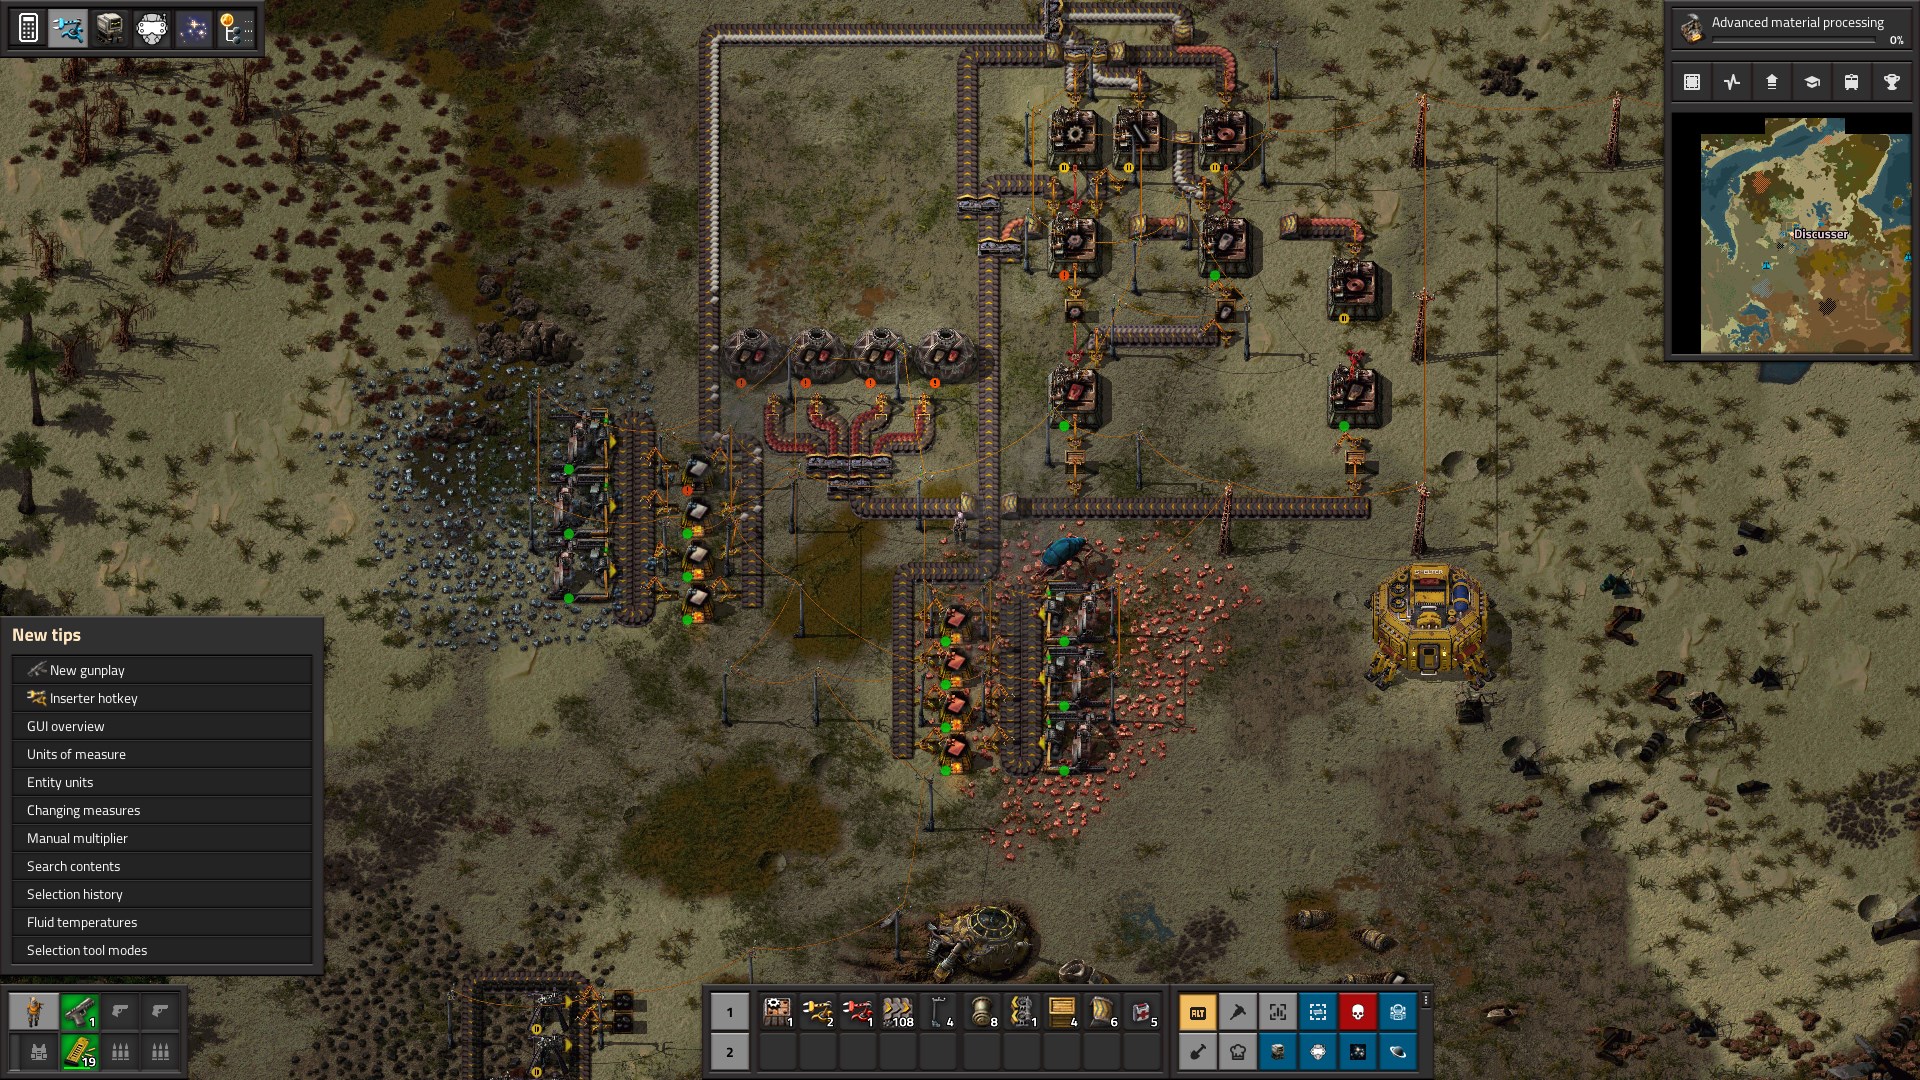 Advanced material processing
0%
Discusser
SHELTER
New tips
New gunplay
Inserter hotkey
GUI overview
Units of measure
Entity units
Changing measures
Manual multiplier
Search contents
Selection history
Fluid temperatures
Selection tool modes
1
19
1
1
2
1
108
4
8
1
4
6
5
ALT
2